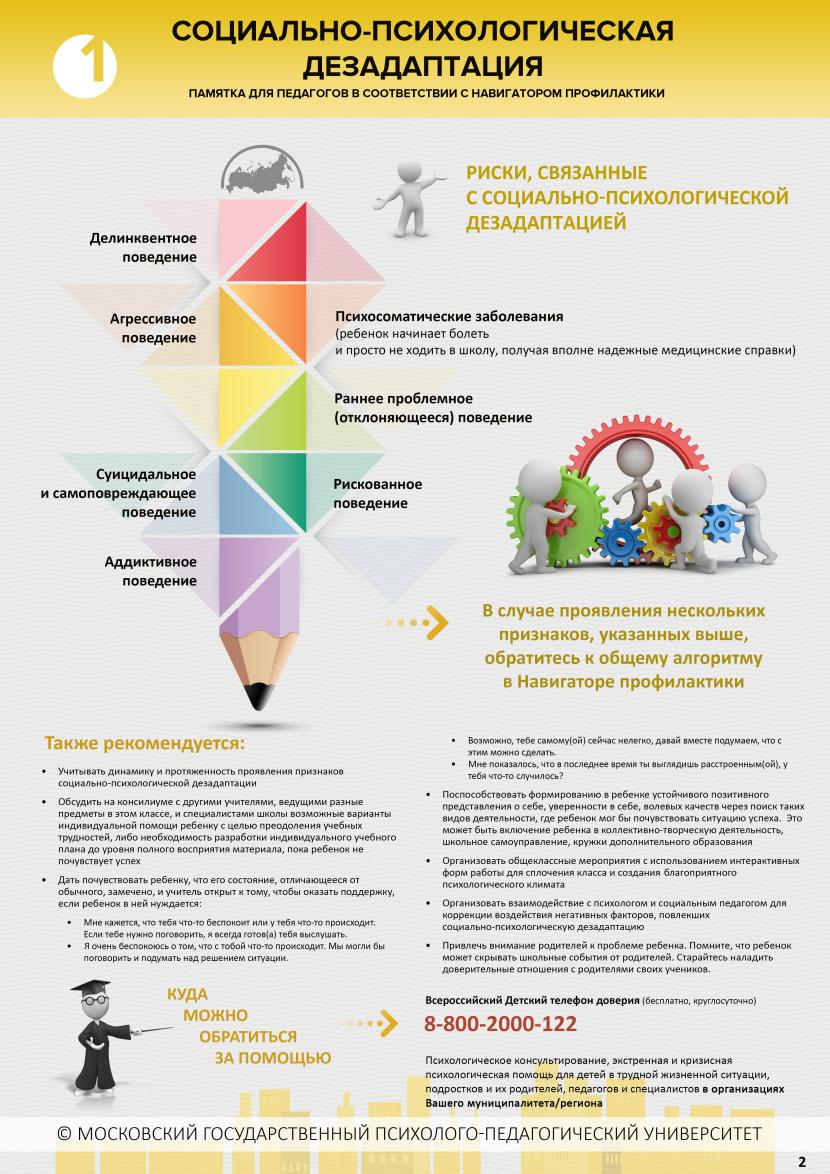 1
СОЦИАЛЬНО-ПСИХОЛОГИЧЕСКАЯ
ДЕЗАДАПТАЦИЯ
ПАМЯТКА ДЛЯ ПЕДАГОГОВ В СООТВЕТСТВИИ С НАВИГАТОРОМ ПРОФИЛАКТИКИ
РИСКИ, СВЯЗАННЫЕ
С СОЦИАЛЬНО-ПСИХОЛОГИЧЕСКОЙ
ДЕЗАДАПТАЦИЕЙ
Делинквентное
поведение
Агрессивное
поведение
Психосоматические заболевания
(ребенок начинает болеть
и просто не ходить в школу, получая вполне надежные медицинские справки)
Раннее проблемное
(отклоняющееся) поведение
Суицидальное
и самоповреждающее
поведение
Рискованное
поведение
Аддиктивное
поведение
В случае проявления нескольких
признаков, указанных выше,
обратитесь к общему алгоритму
в Навигаторе профилактики
Также рекомендуется:
• Учитывать динамику и протяженность проявления признаков
социально-психологической дезадаптации
• Обсудить на консилиуме с другими учителями, ведущими разные
предметы в этом классе, и специалистами школы возможные варианты
индивидуальной помощи ребенку с целью преодоления учебных
трудностей, либо необходимость разработки индивидуального учебного
плана до уровня полного восприятия материала, пока ребенок не
почувствует успех
• Дать почувствовать ребенку, что его состояние, отличающееся от
обычного, замечено, и учитель открыт к тому, чтобы оказать поддержку,
если ребенок в ней нуждается:
• Мне кажется, что тебя что-то беспокоит или у тебя что-то происходит.
Если тебе нужно поговорить, я всегда готов(а) тебя выслушать.
• Я очень беспокоюсь о том, что с тобой что-то происходит. Мы могли бы
поговорить и подумать над решением ситуации.
• Возможно, тебе самому(ой) сейчас нелегко, давай вместе подумаем, что с
этим можно сделать.
• Мне показалось, что в последнее время ты выглядишь расстроенным(ой), у
тебя что-то случилось?
• Поспособствовать формированию в ребенке устойчивого позитивного
представления о себе, уверенности в себе, волевых качеств через поиск таких
видов деятельности, где ребенок мог бы почувствовать ситуацию успеха. Это
может быть включение ребенка в коллективно-творческую деятельность,
школьное самоуправление, кружки дополнительного образования
• Организовать общеклассные мероприятия с использованием интерактивных
форм работы для сплочения класса и создания благоприятного
психологического климата
• Организовать взаимодействие с психологом и социальным педагогом для
коррекции воздействия негативных факторов, повлекших
социально-психологическую дезадаптацию
• Привлечь внимание родителей к проблеме ребенка. Помните, что ребенок
может скрывать школьные события от родителей. Старайтесь наладить
доверительные отношения с родителями своих учеников.
КУДА
МОЖНО
ОБРАТИТЬСЯ
ЗА ПОМОЩЬЮ
Всероссийский Детский телефон доверия (бесплатно, круглосуточно)
8-800-2000-122
Психологическое консультирование, экстренная и кризисная
психологическая помощь для детей в трудной жизненной ситуации,
подростков и их родителей, педагогов и специалистов в организациях
Вашего муниципалитета/региона
© МОСКОВСКИЙ ГОСУДАРСТВЕННЫЙ ПСИХОЛОГО-ПЕДАГОГИЧЕСКИЙ УНИВЕРСИТЕТ
2